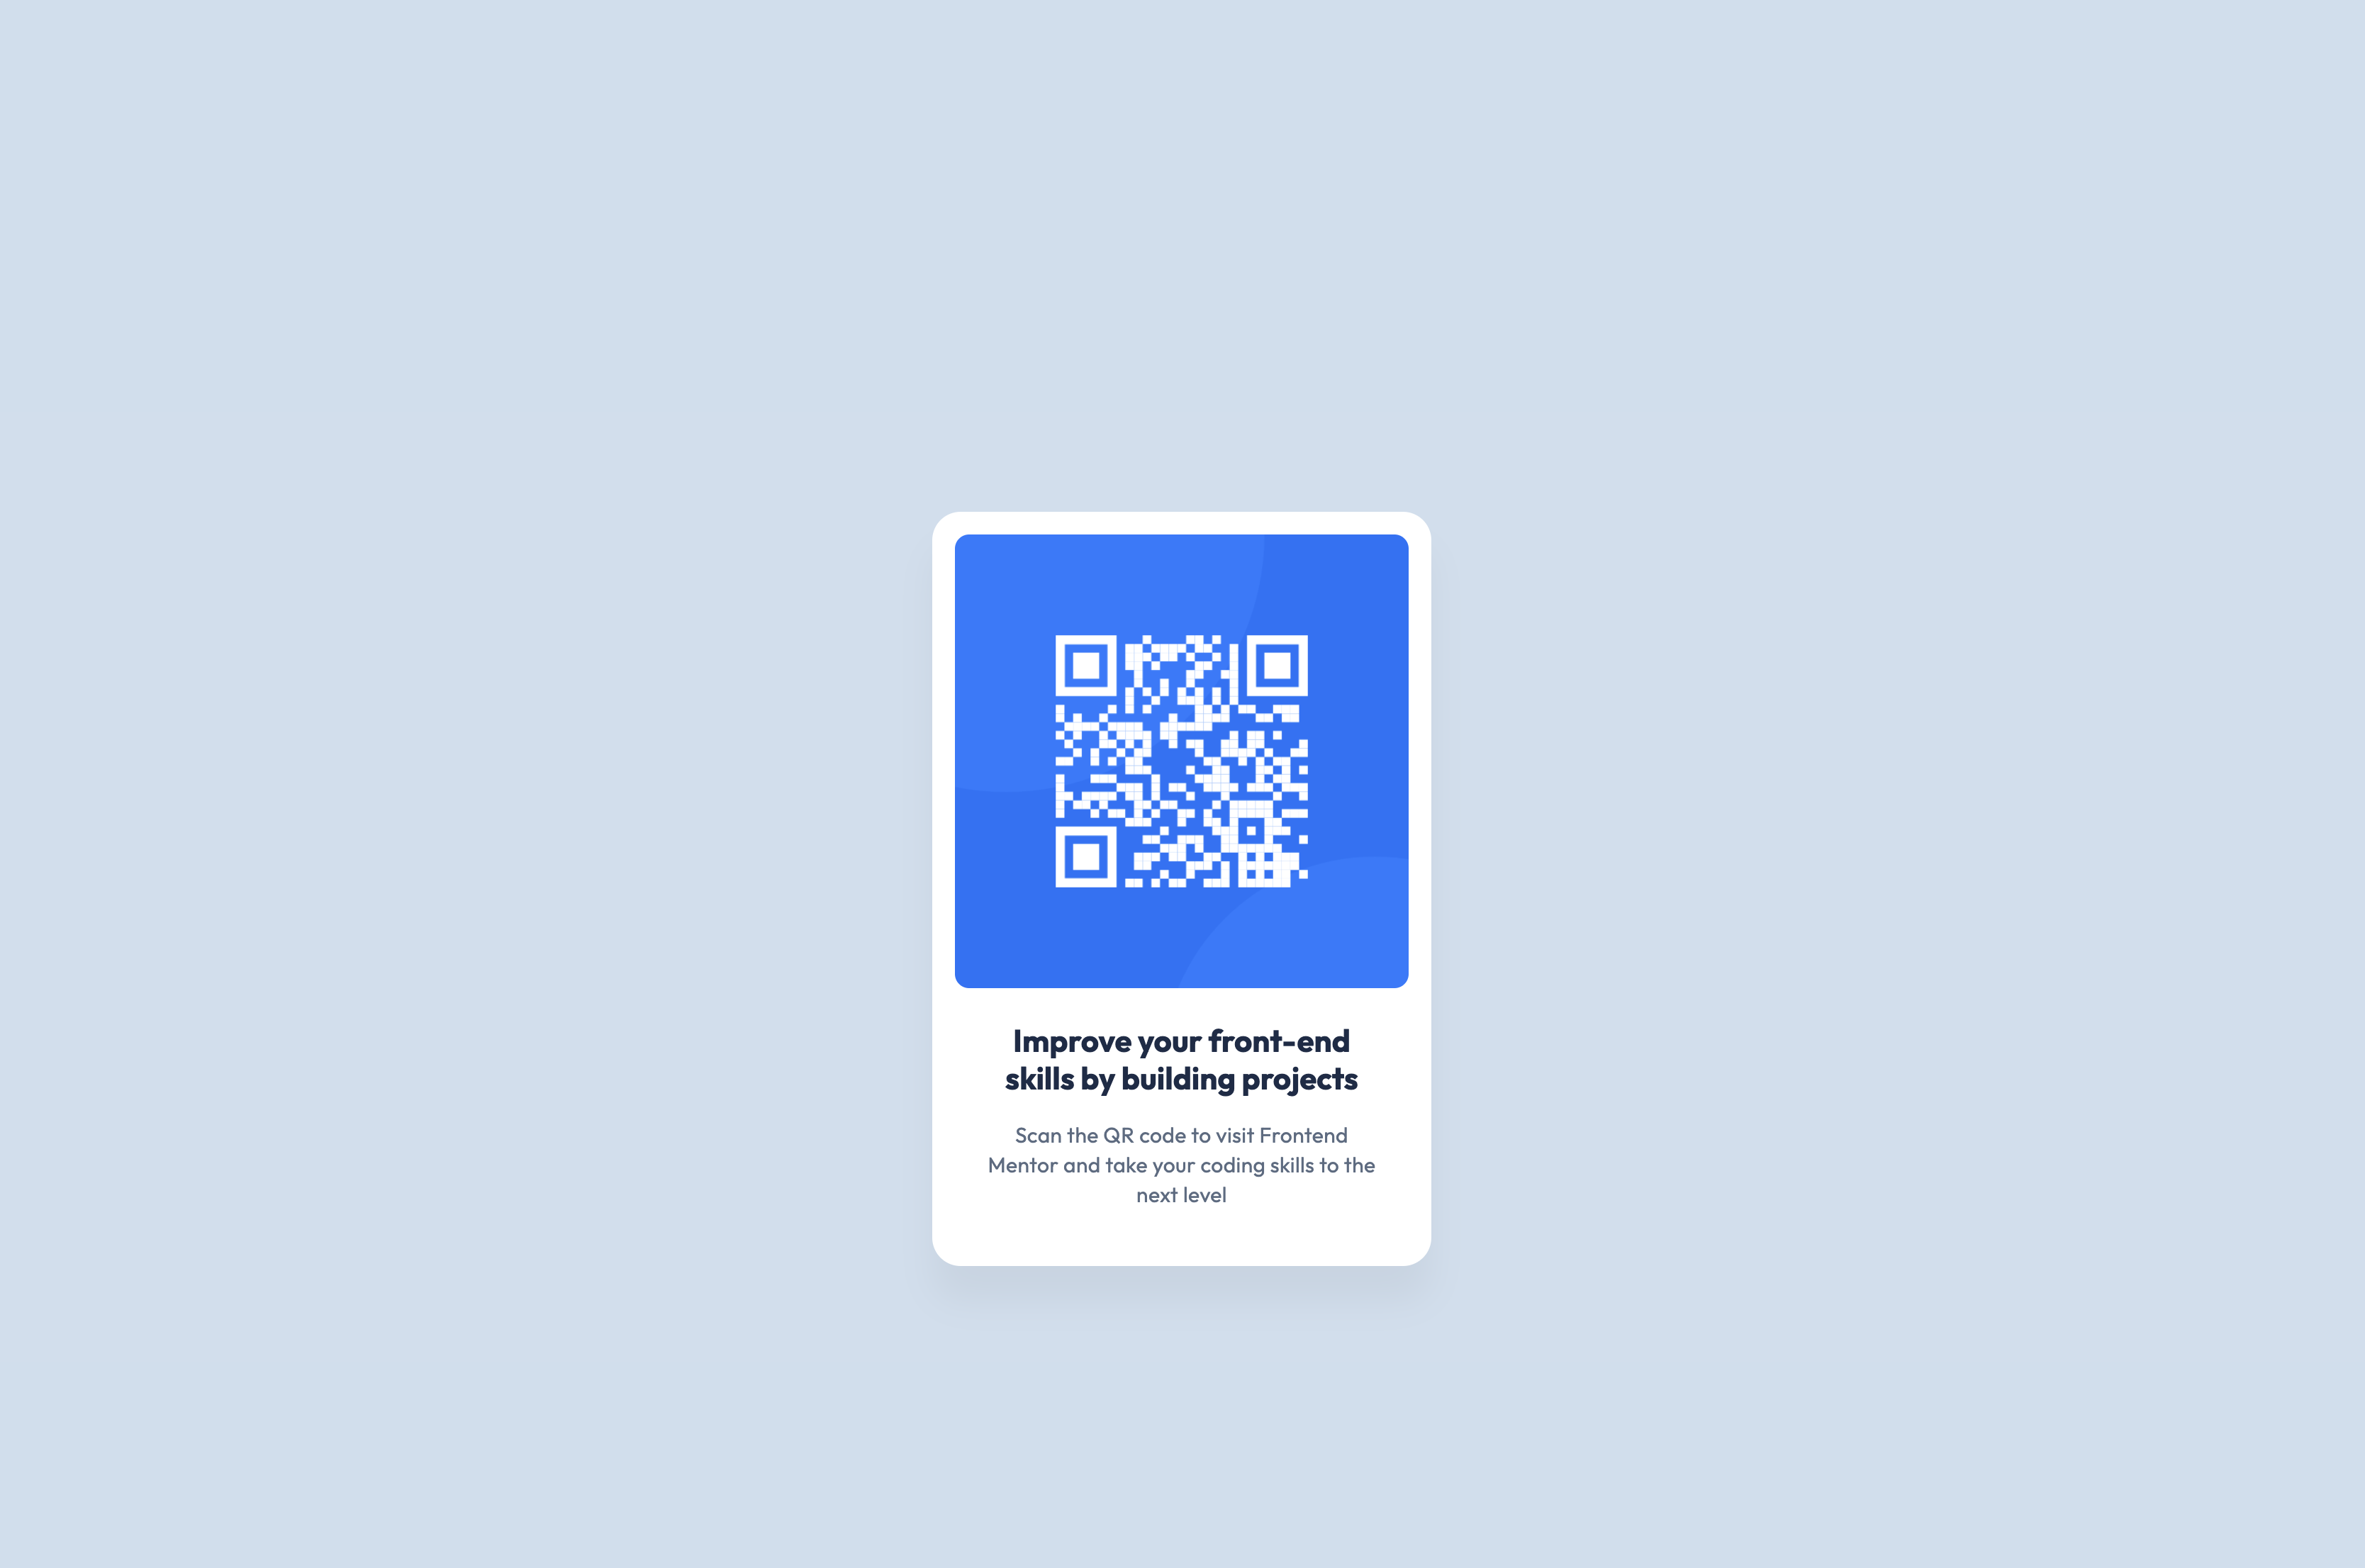 Improve your front-end
skills by building projects
Scan the QR code to visit Frontend
Mentor and take your coding skills to the
next level